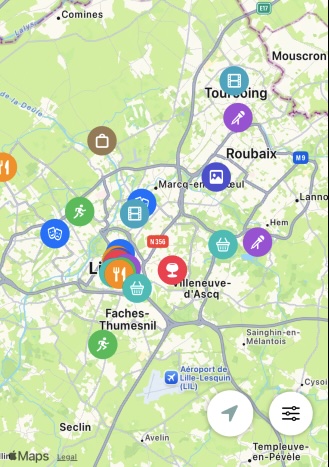 E17
Comines
Mouscron
Tourcoing
Roubaix
M9
Marcq-en-Barœul
Lanno
Hem
N356
Li
Villeneuve-
d'Ascq
Faches-
Thumesnil
Sainghin-en-
Mélantois
Aéroport de
Lille-Lesquin
(LIL)
Cysoi
Seclin
Avelin
Templeuve-
en-Pévèle
Maps
Legal